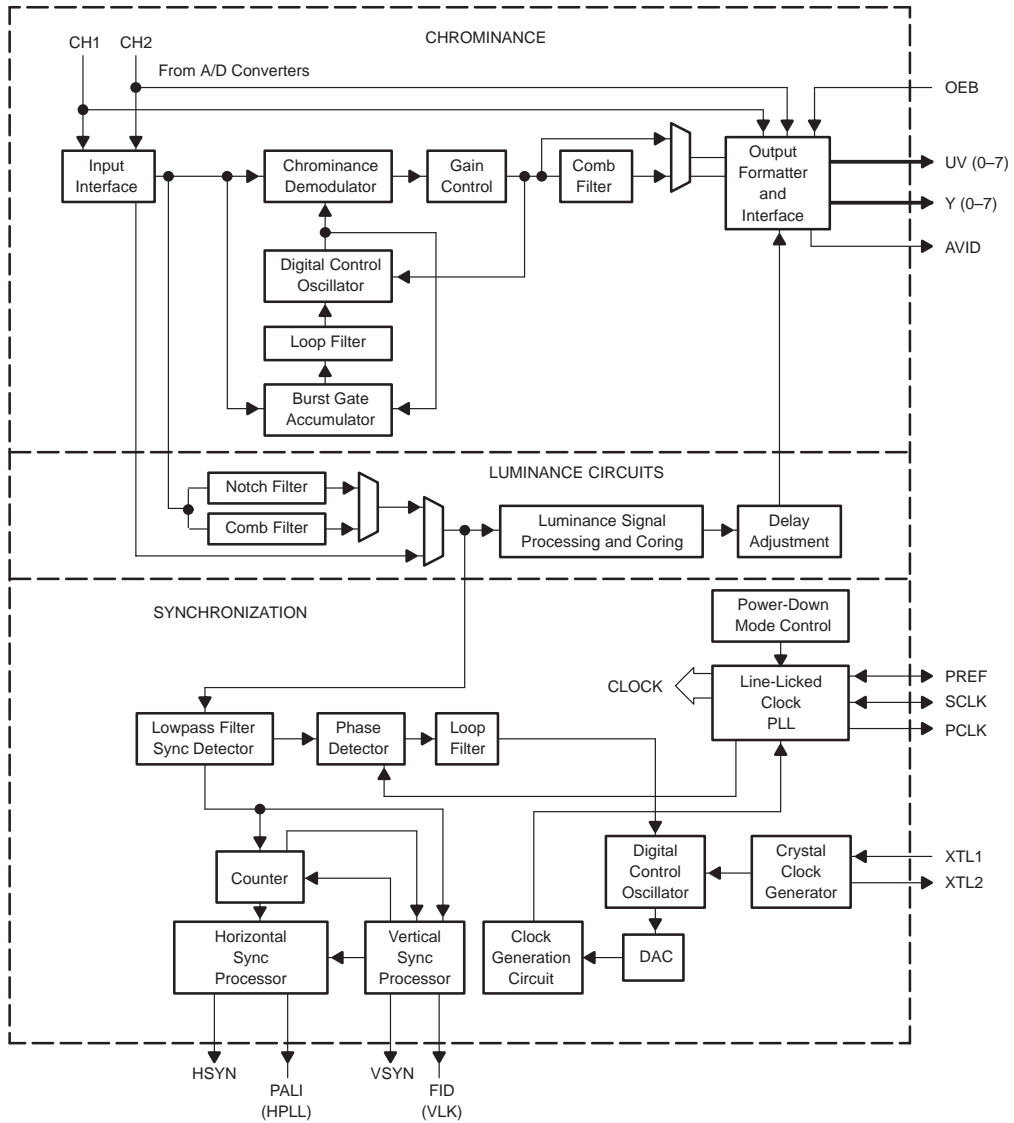 CHROMINANCE
CH1
CH2
From A/D Converters
OEB
Input
Interface
Chrominance
Demodulator
Gain
Control
Comb
Filter
Output
Formatter
and
Interface
UV (0–7)
Y (0–7)
AVID
Digital Control
Oscillator
Loop Filter
Burst Gate
Accumulator
LUMINANCE CIRCUITS
Notch Filter
Comb Filter
Luminance Signal
Processing and Coring
Delay
Adjustment
SYNCHRONIZATION
Power-Down
Mode Control
CLOCK
Line-Licked
Clock
PLL
PREF
SCLK
PCLK
Lowpass Filter
Sync Detector
Phase
Detector
Loop
Filter
Counter
Digital
Control
Oscillator
Crystal
Clock
Generator
XTL1
XTL2
Horizontal
Sync
Processor
Vertical
Sync
Processor
Clock
Generation
Circuit
DAC
HSYN
PALI
(HPLL)
VSYN
FID
(VLK)